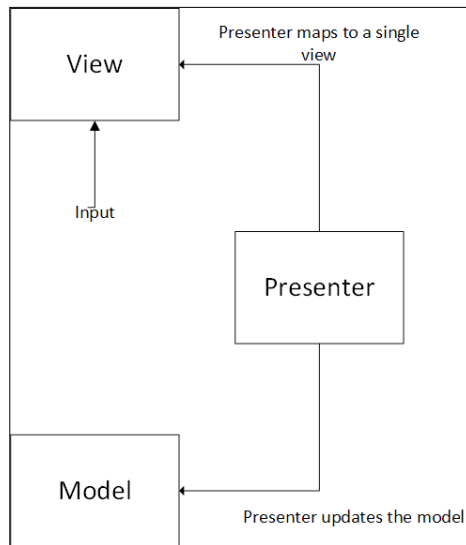 View
Presenter maps to a single
view
Input
Presenter
Model
Presenter updates the model